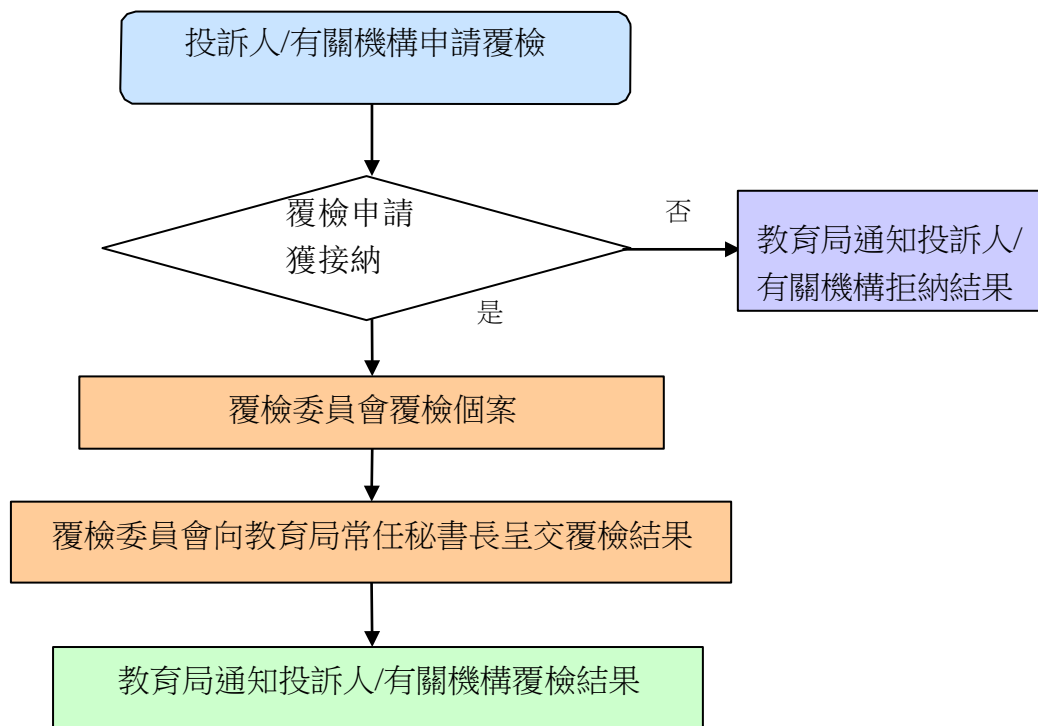 投訴人/有關機構申請覆檢
覆檢申請
獲接納
否
教育局通知投訴人/
有關機構拒納結果
是
覆檢委員會覆檢個案
覆檢委員會向教育局常任秘書長呈交覆檢結果
教育局通知投訴人/有關機構覆檢結果